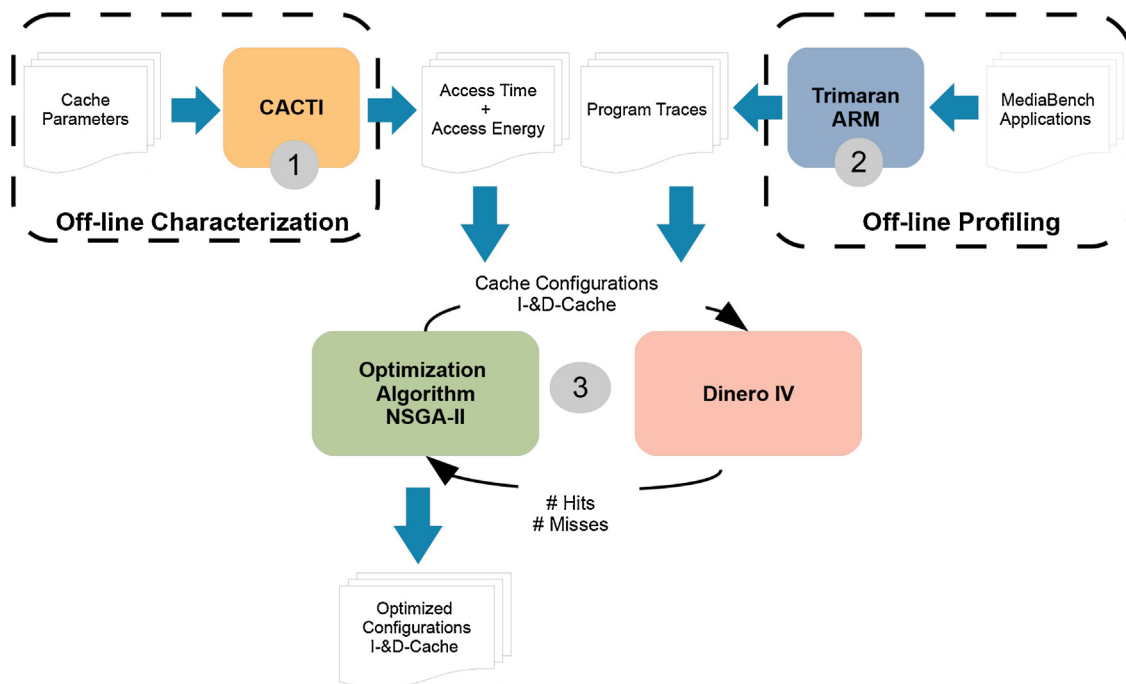 Cache
Parameters
CACTI
1
Off-line Characterization
Access Time
+
Access Energy
Program Traces
Trimaran
ARM
2
MediaBench
Applications
Off-line Profiling
Cache Configurations
I-&D-Cache
Optimization
Algorithm
NSGA-II
3
Dinero IV
# Hits
# Misses
Optimized
Configurations
I-&D-Cache